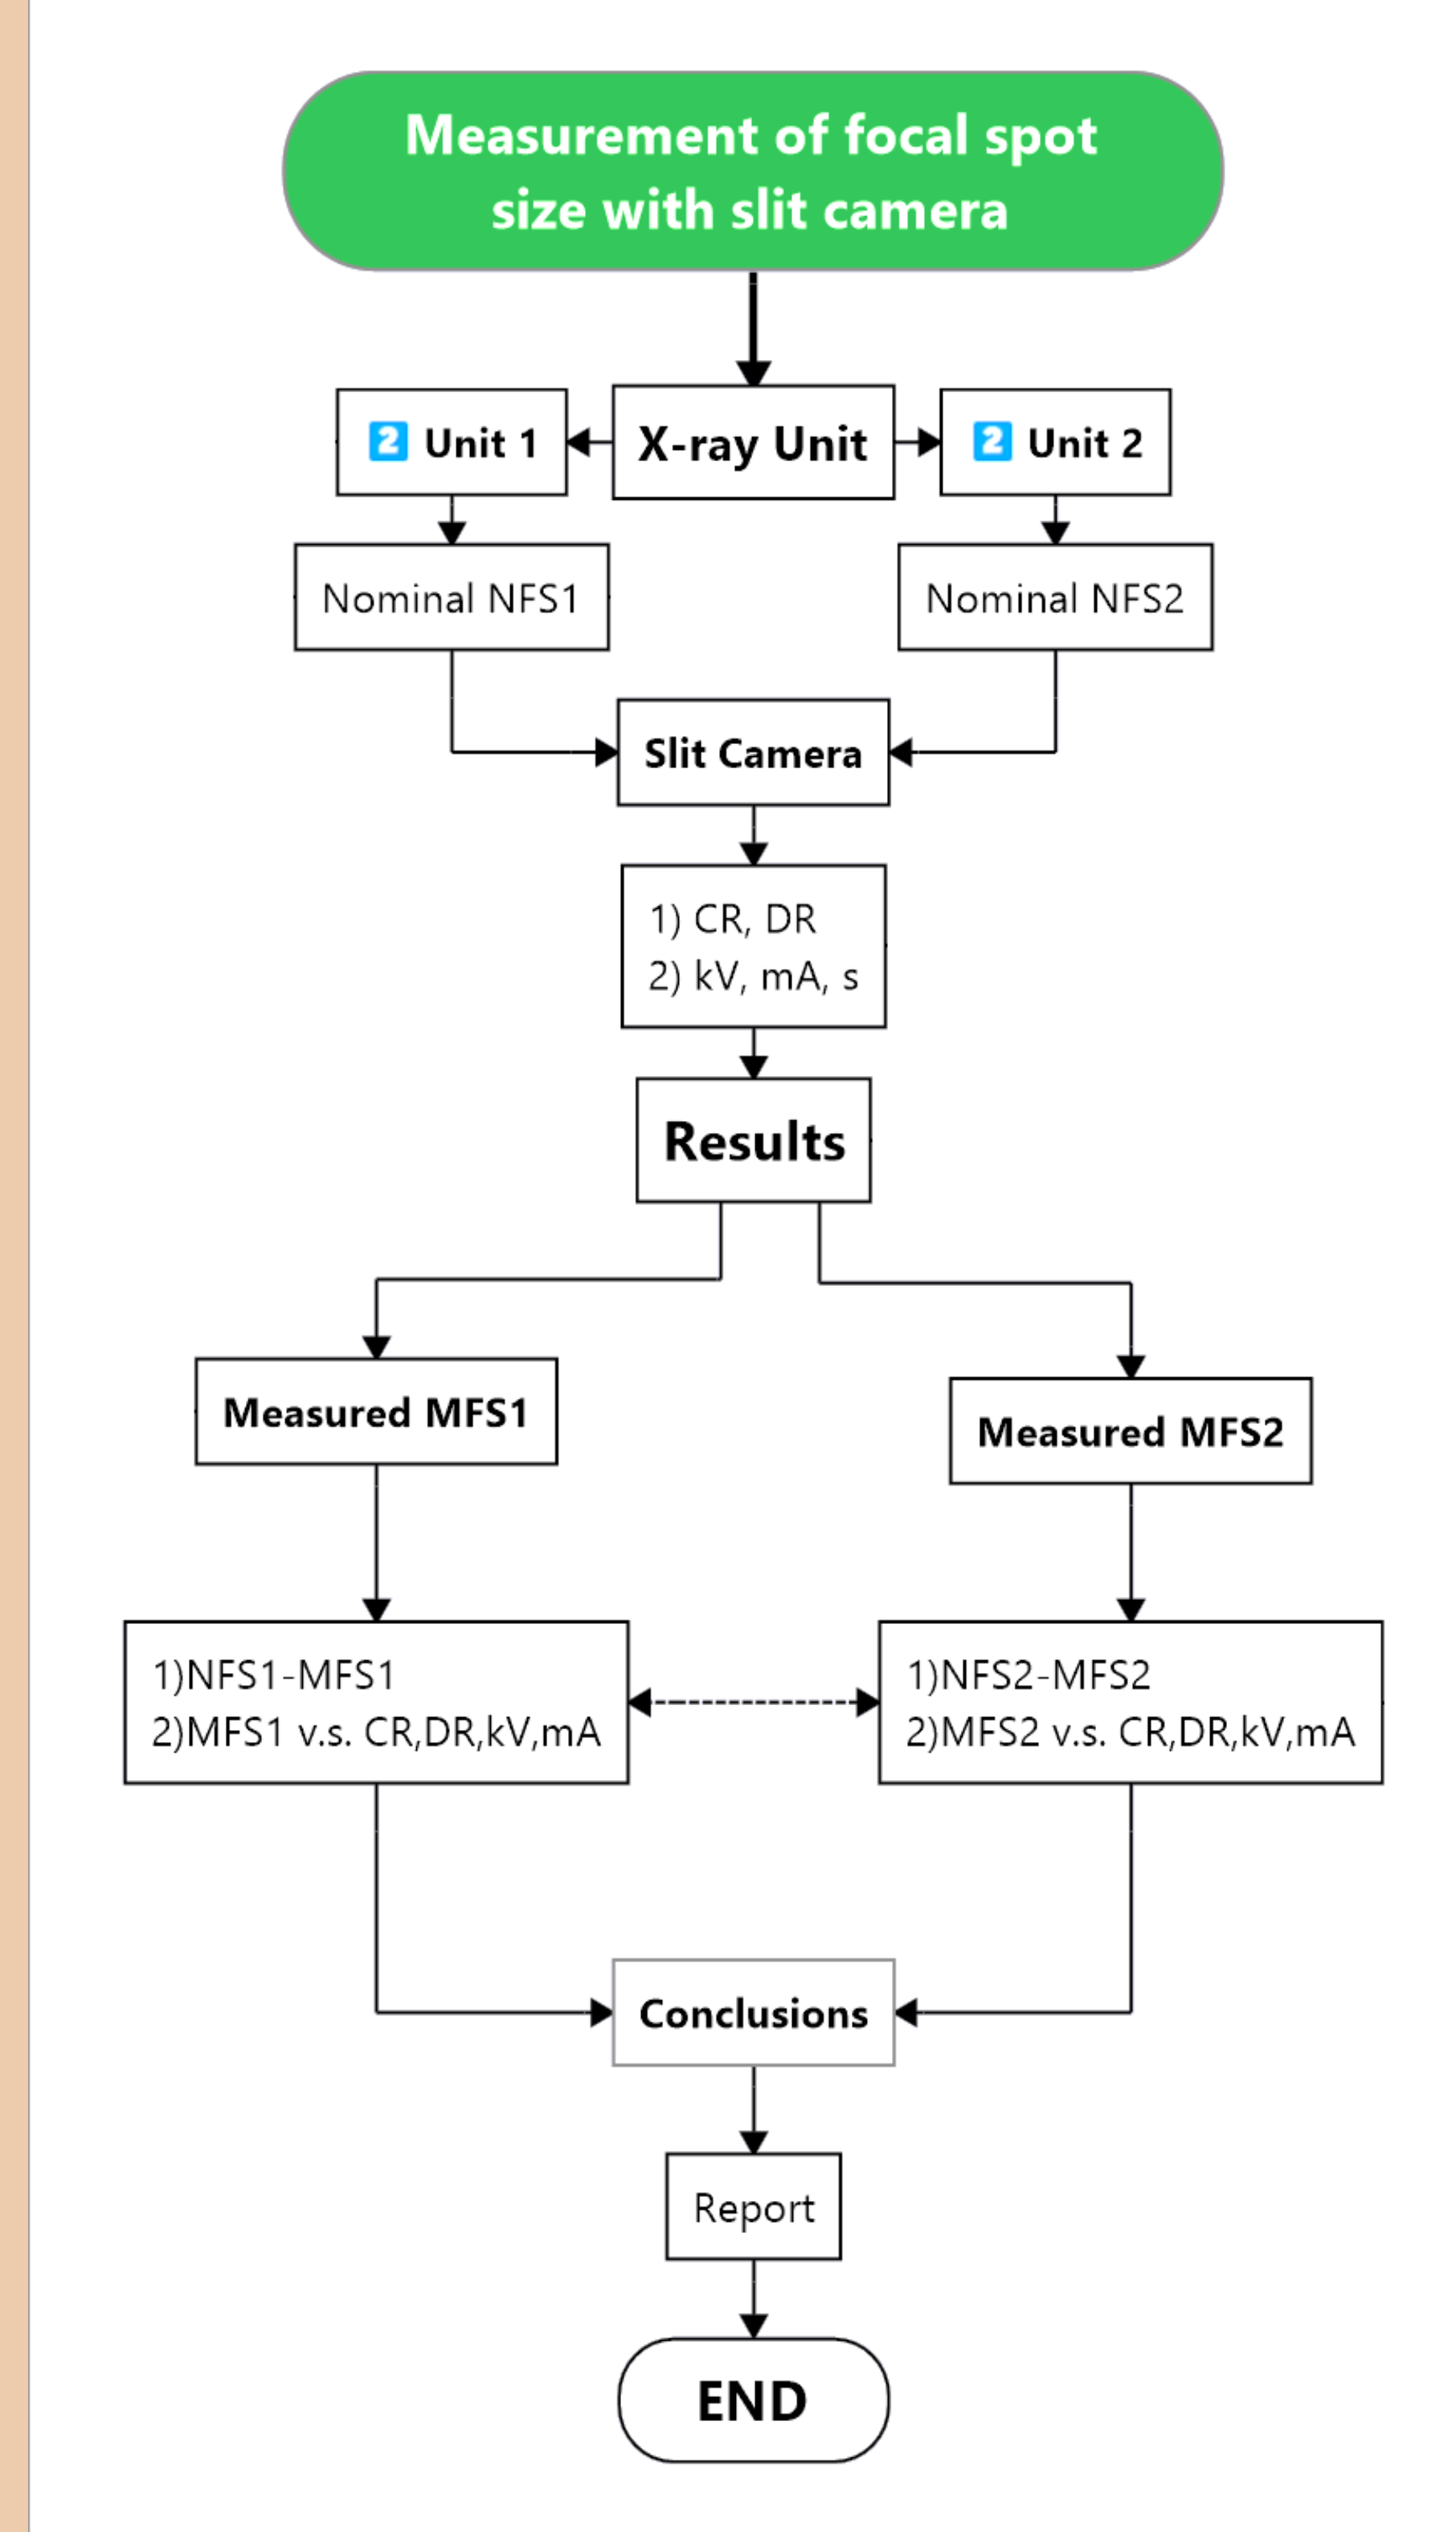 Measurement of focal spot
size with slit camera
2 Unit 1
X-ray Unit
2 Unit 2
Nominal NFS1
Nominal NFS2
Slit Camera
1) CR, DR
2) kV, mA, s
Results
Measured MFS1
Measured MFS2
1)NFS1-MFS1
2)MFS1 v.s. CR,DR,kV,mA
1)NFS2-MFS2
2)MFS2 v.s. CR,DR,kV,mA
Conclusions
Report
END